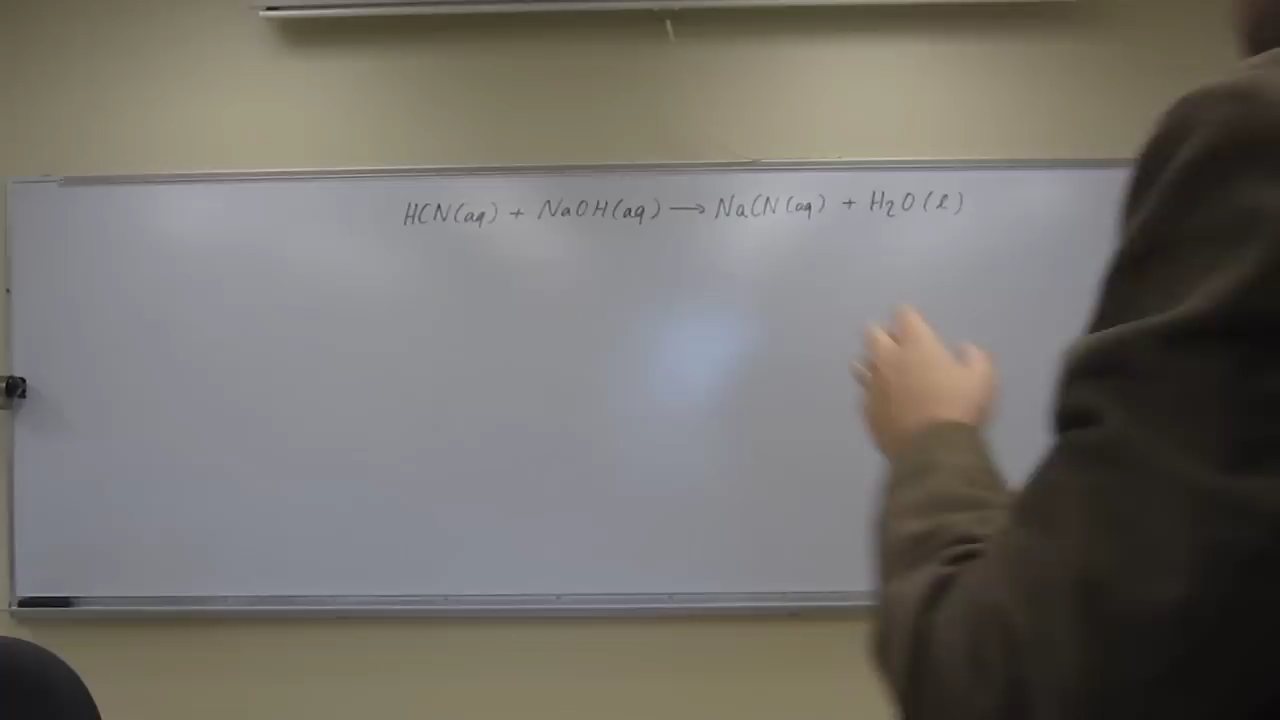 HCN(aq) + NaOH(aq) ⟶ NaCN(aq) + H₂O(l)